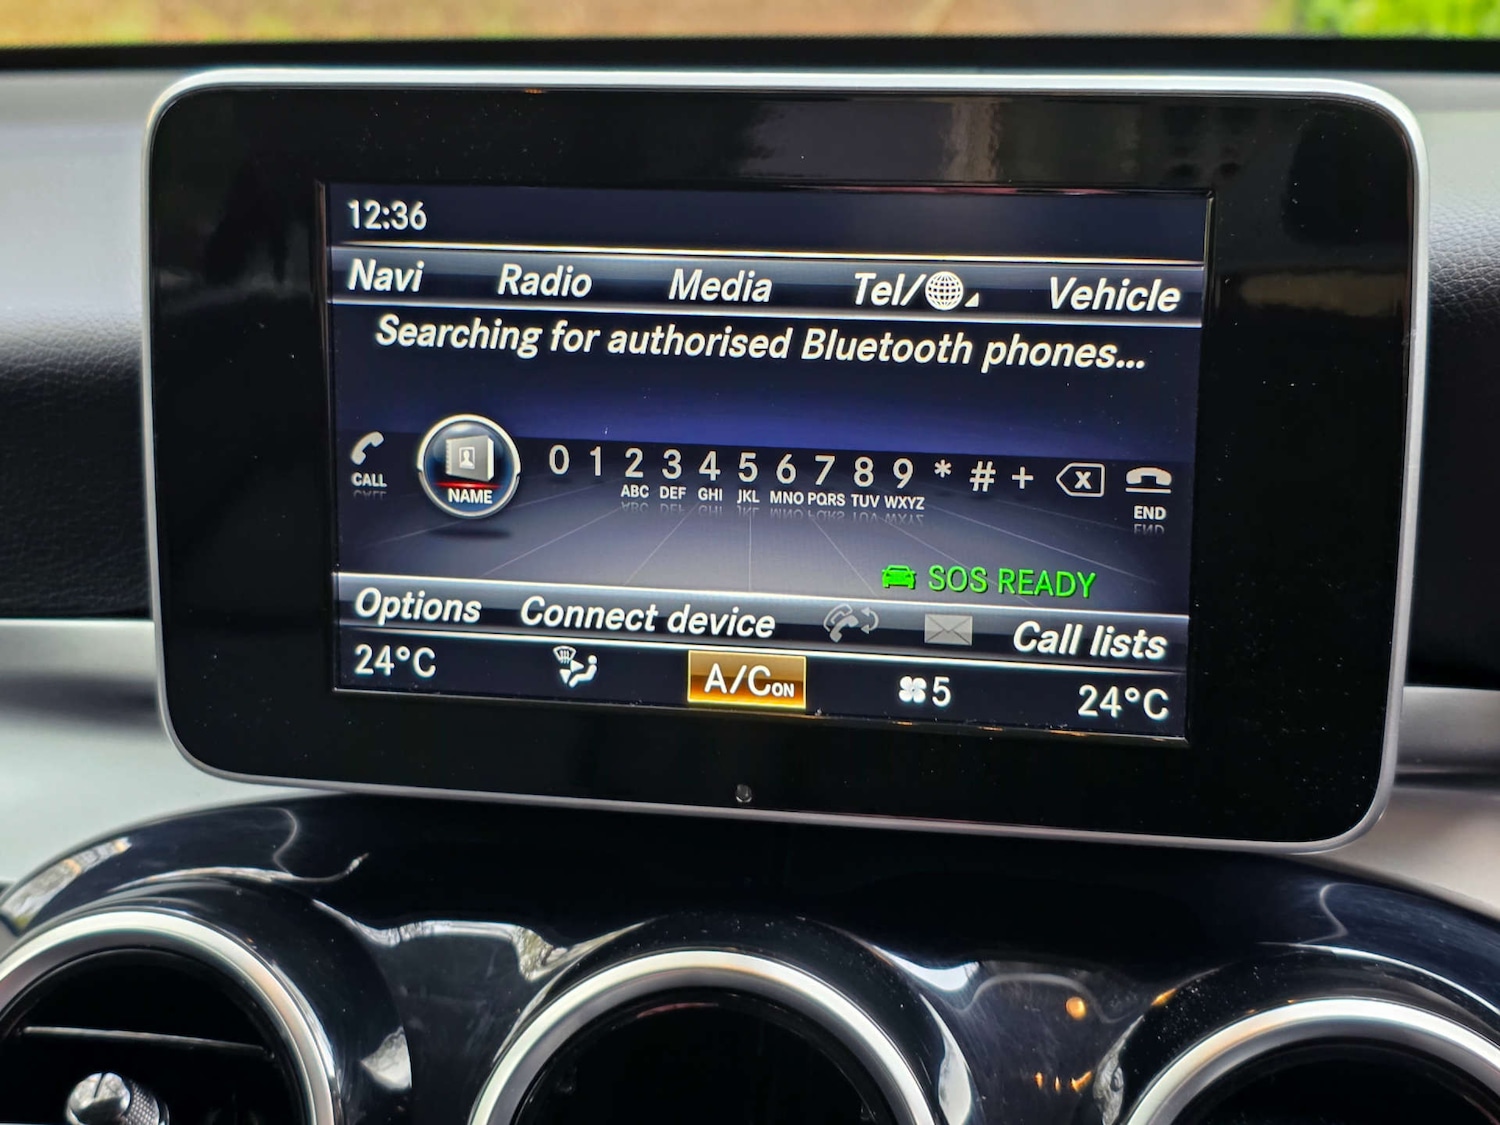 12:36
Navi Radio Media Tel/ Vehicle
Searching for authorised Bluetooth phones...
CALL NAME 0 1 2 3 4 5 6 7 8 9 * # + X END
ABC DEF GHI JKL MNO PQRS TUV WXYZ
SOS READY
Options Connect device Call lists
24°C A/C ON 5 24°C